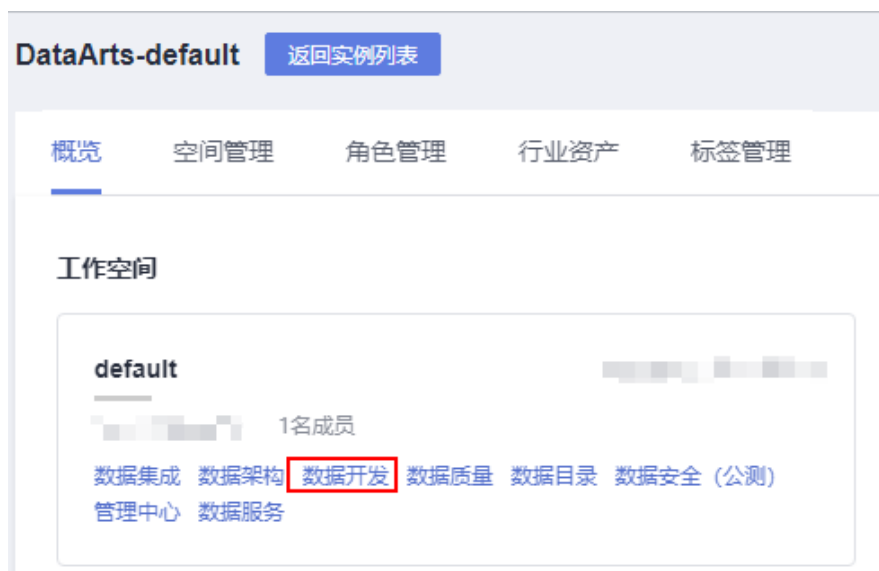 DataArts-default 返回实例列表
概览 空间管理 角色管理 行业资产 标签管理
工作空间
default
1名成员
数据集成 数据架构 数据开发 数据质量 数据目录 数据安全 (公测)
管理中心 数据服务